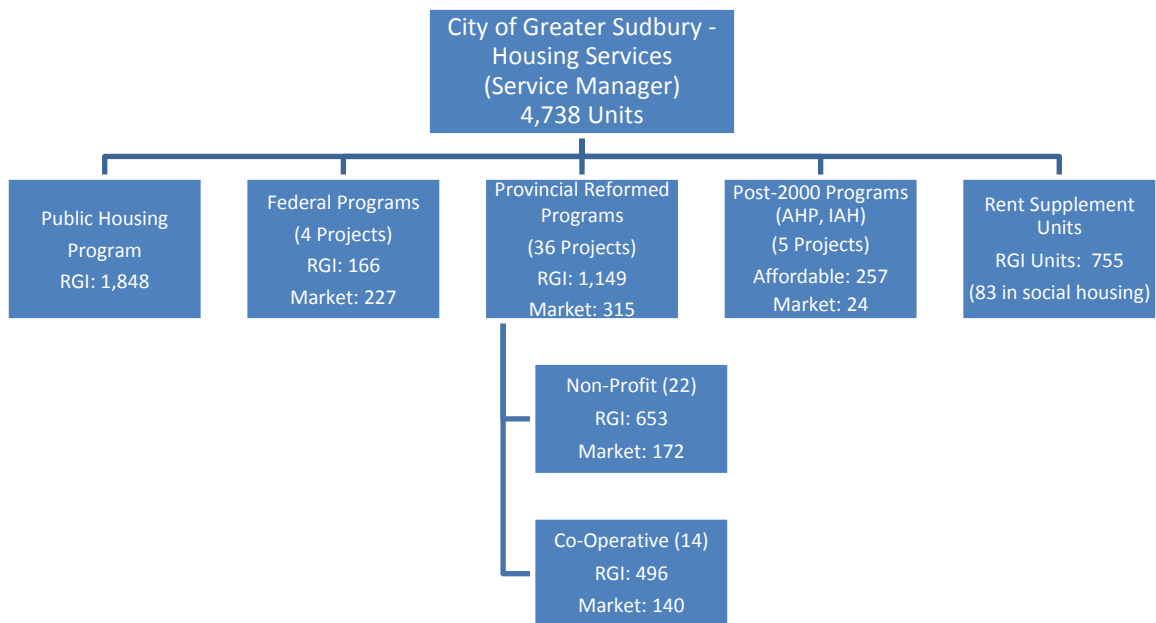 City of Greater Sudbury -
Housing Services
(Service Manager)
4,738 Units
Public Housing
Program
RGI: 1,848
Federal Programs
(4 Projects)
RGI: 166
Market: 227
Provincial Reformed
Programs
(36 Projects)
RGI: 1,149
Market: 315
Post-2000 Programs
(AHP, IAH)
(5 Projects)
Affordable: 257
Market: 24
Rent Supplement
Units
RGI Units: 755
(83 in social housing)
Non-Profit (22)
RGI: 653
Market: 172
Co-Operative (14)
RGI: 496
Market: 140